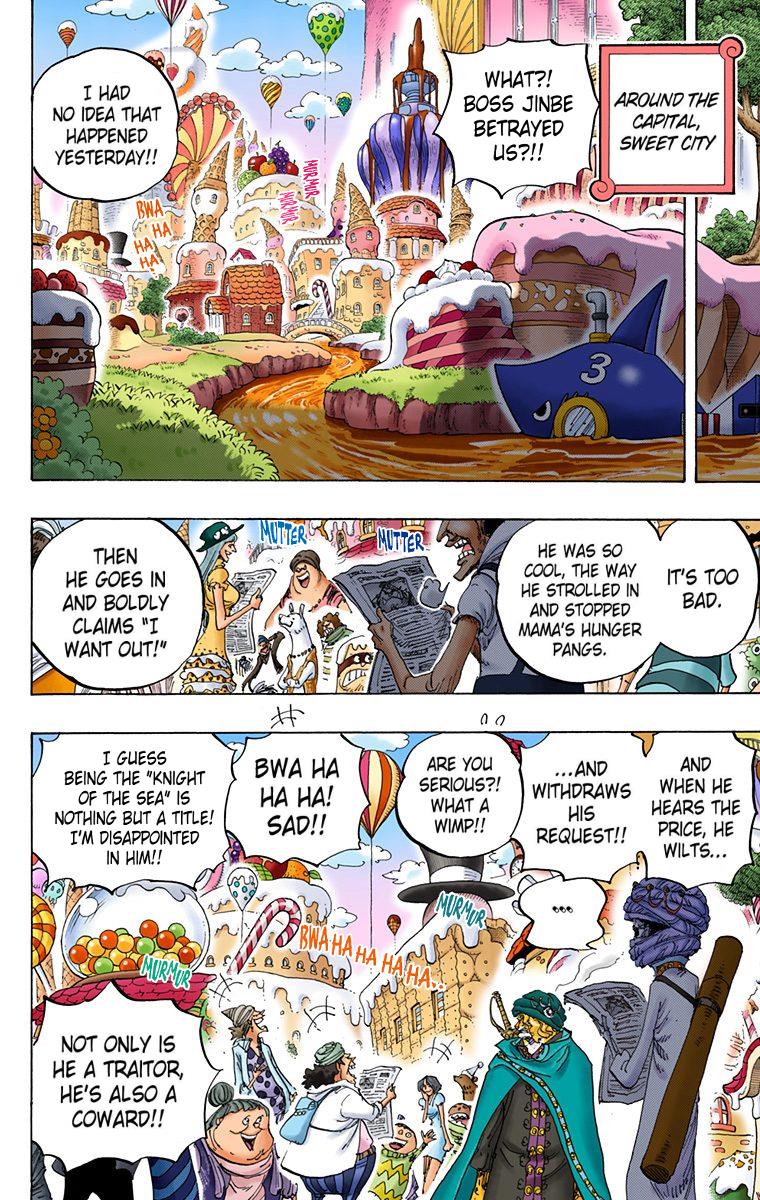 AROUND THE
CAPITAL,
SWEET CITY
WHAT?!
BOSS JINBE
BETRAYED
US?!!
I HAD
NO IDEA THAT
HAPPENED
YESTERDAY!!
MURMUR
MURMUR
BWA
HA
HA
HA
3
IT'S TOO
BAD.
HE WAS SO
COOL, THE WAY
HE STROLLED IN
AND STOPPED
MAMA'S HUNGER
PANGS.
MUTTER
MUTTER
THEN
HE GOES IN
AND BOLDLY
CLAIMS "I
WANT OUT!"
AND
WHEN HE
HEARS THE
PRICE, HE
WILTS...
...AND
WITHDRAWS
HIS
REQUEST!!
ARE YOU
SERIOUS?!
WHAT A
WIMP!!
BWA HA
HA HA!
SAD!!
I GUESS
BEING THE "KNIGHT
OF THE SEA" IS
NOTHING BUT A TITLE!
I'M DISAPPOINTED
IN HIM!!
...
MURMUR
BWA HA HA HA HA..
MURMUR
NOT ONLY IS
HE A TRAITOR,
HE'S ALSO A
COWARD!!